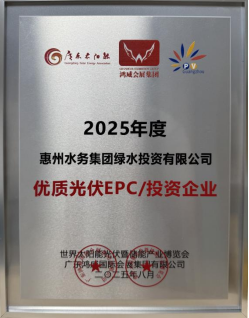 广东太阳能
鸿威会展集团
PV
Guangdong
2025年度
惠州水务集团绿水投资有限公司
优质光伏EPC/投资企业
世界太阳能光伏暨储能产业博览会
广东鸿威国际会展集团有限公司
二〇二五年八月